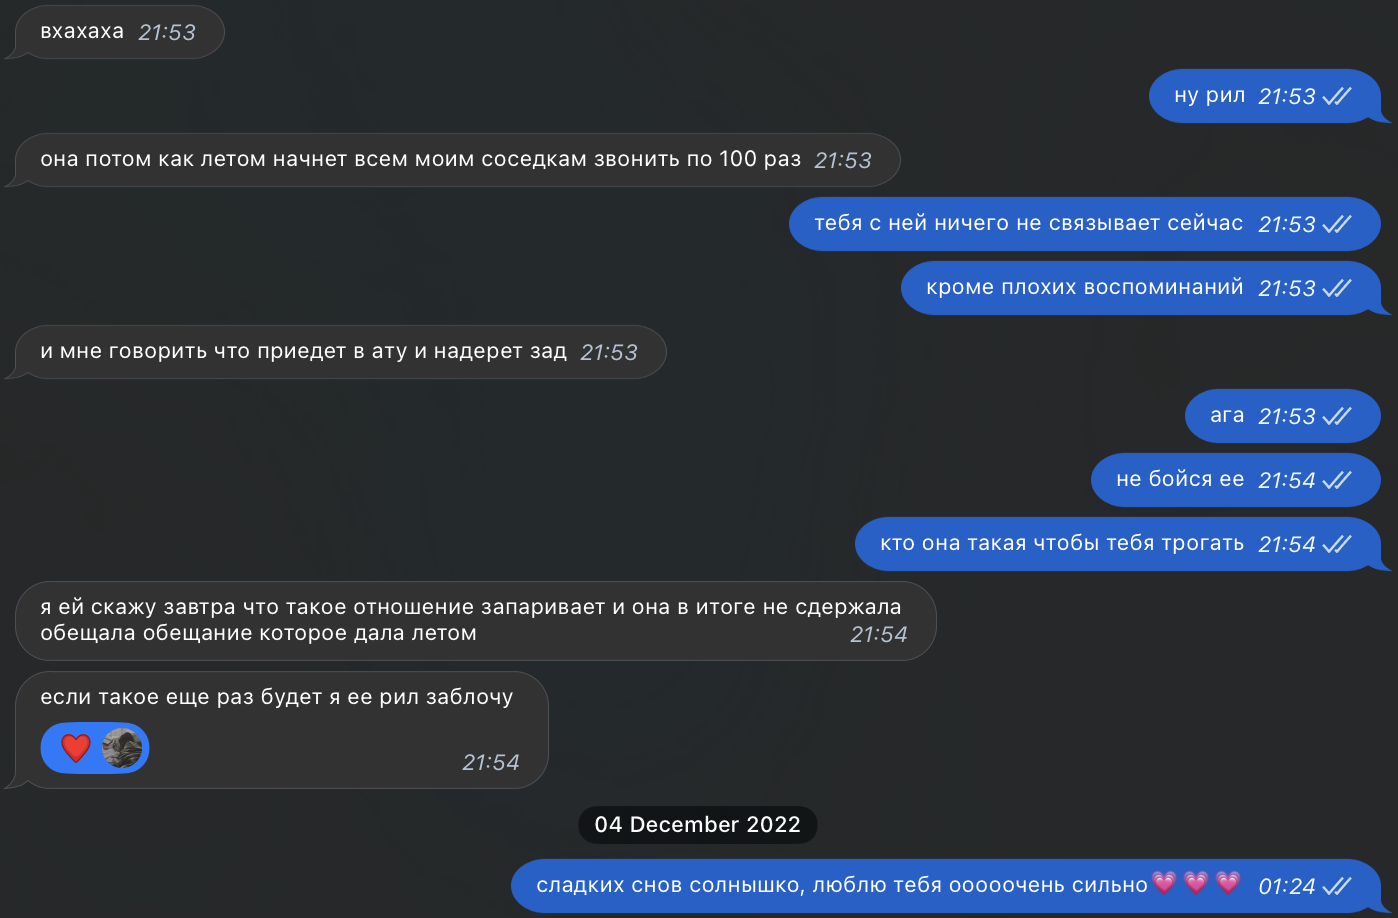 вхахаха 21:53
ну рил 21:53
она потом как летом начнет всем моим соседкам звонить по 100 раз 21:53
тебя с ней ничего не связывает сейчас 21:53
кроме плохих воспоминаний 21:53
и мне говорить что приедет в ату и надерет зад 21:53
ага 21:53
не бойся ее 21:54
кто она такая чтобы тебя трогать 21:54
я ей скажу завтра что такое отношение запаривает и она в итоге не сдержала
обещала обещание которое дала летом 21:54
если такое еще раз будет я ее рил заблочу
21:54
04 December 2022
сладких снов солнышко, люблю тебя ооооочень сильно💗💗💗 01:24